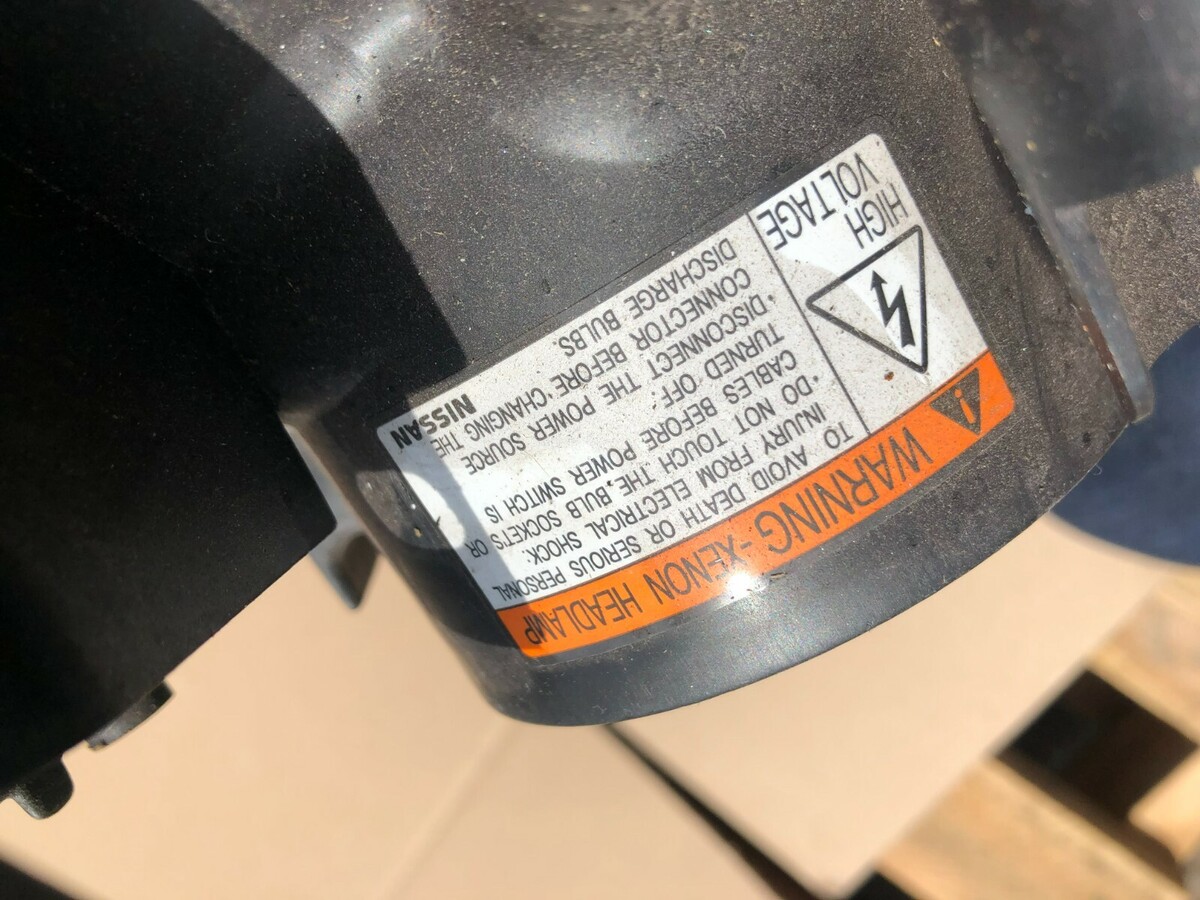 WARNING - XENON HEADLAMP
HIGH
VOLTAGE
AVOID DEATH OR SERIOUS PERSONAL
TO INJURY FROM ELECTRICAL SHOCK.
•DO NOT TOUCH THE, BULB SOCKETS OR
CABLES BEFORE POWER SWITCH IS
TURNED OFF
•DISCONNECT THE POWER SOURCE
CONNECTOR BEFORE CHANGING THE
DISCHARGE BULBS.
NISSAN